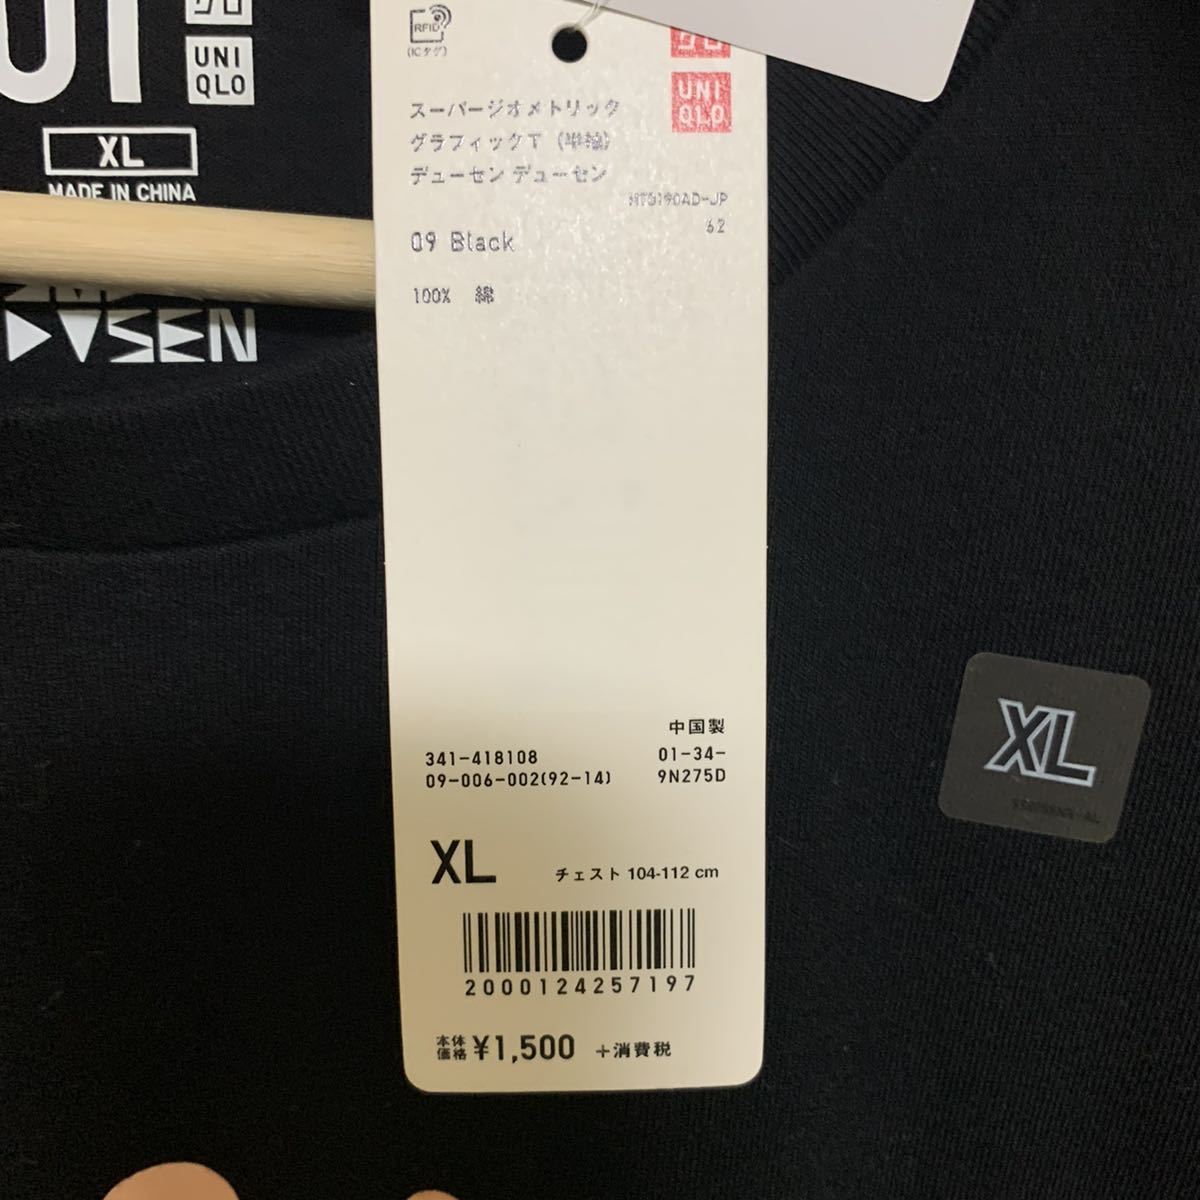 UT
UNI
QLO
XL
MADE IN CHINA
RFID
(ICタグ)
UNI
QLO
スーパージオメトリック
グラフィックT (半袖)
デューセン デューセン
MTG190AD-JP
62
09 Black
100% 綿
中国製
341-418108
01-34-
09-006-002(92-14)
9N275D
XL
チェスト 104-112 cm
2000124257197
本体
価格 ¥1,500 +消費税
XL